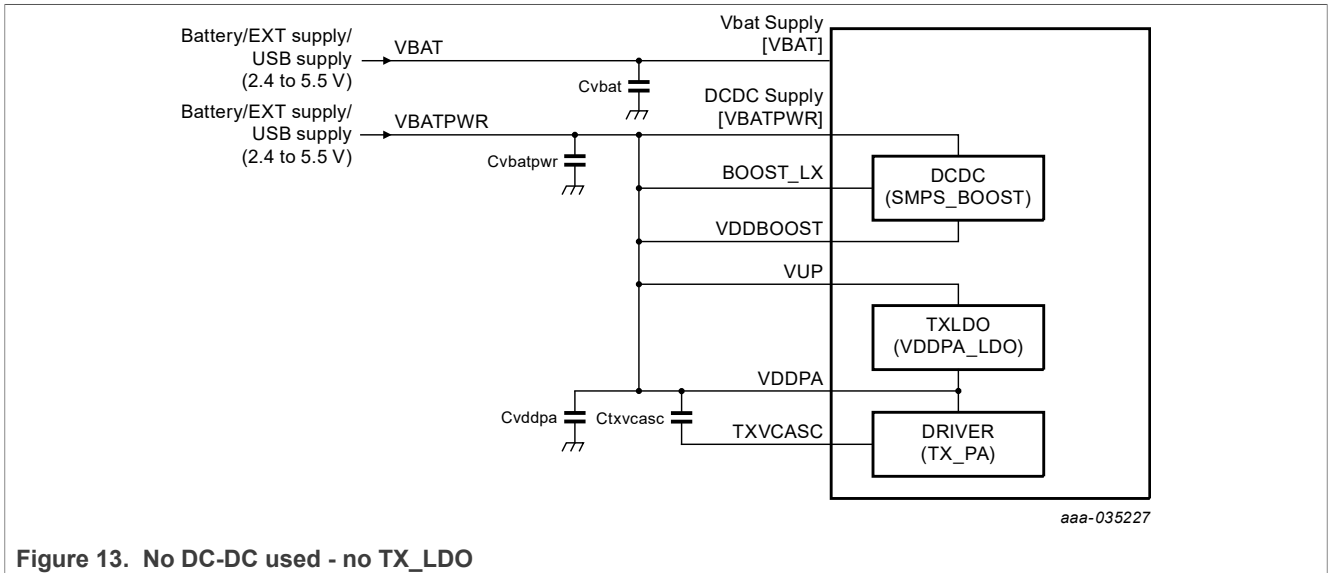 Vbat Supply
[VBAT]
Battery/EXT supply/
USB supply
(2.4 to 5.5 V)
VBAT
Cvbat
DCDC Supply
[VBATPWR]
Battery/EXT supply/
USB supply
(2.4 to 5.5 V)
VBATPWR
Cvbatpwr
BOOST_LX
DCDC
(SMPS_BOOST)
VDDBOOST
VUP
TXLDO
(VDDPA_LDO)
VDDPA
Cvddpa
Ctxvcasc
TXVCASC
DRIVER
(TX_PA)
aaa-035227
Figure 13. No DC-DC used - no TX_LDO